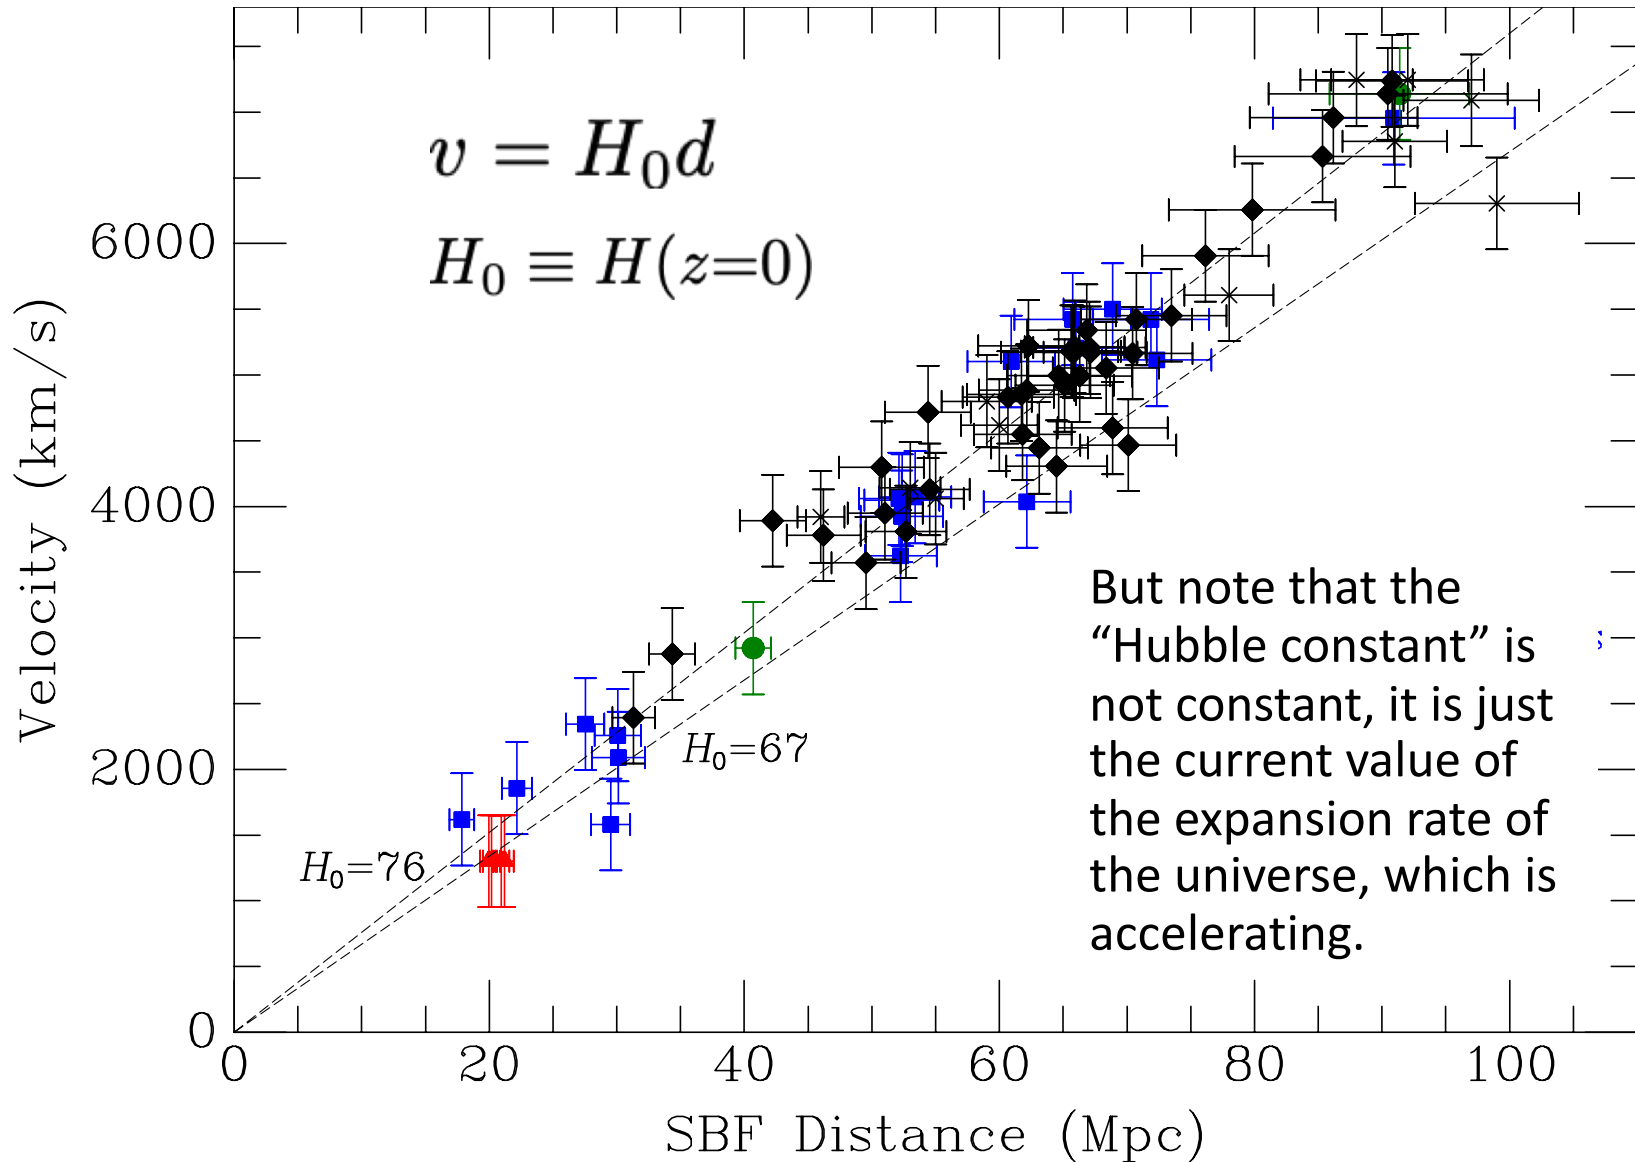 v = H₀d
H₀ ≡ H(z=0)
Velocity (km/s)
6000
4000
2000
0
H₀=76
H₀=67
But note that the
“Hubble constant” is
not constant, it is just
the current value of
the expansion rate of
the universe, which is
accelerating.
0 20 40 60 80 100
SBF Distance (Mpc)